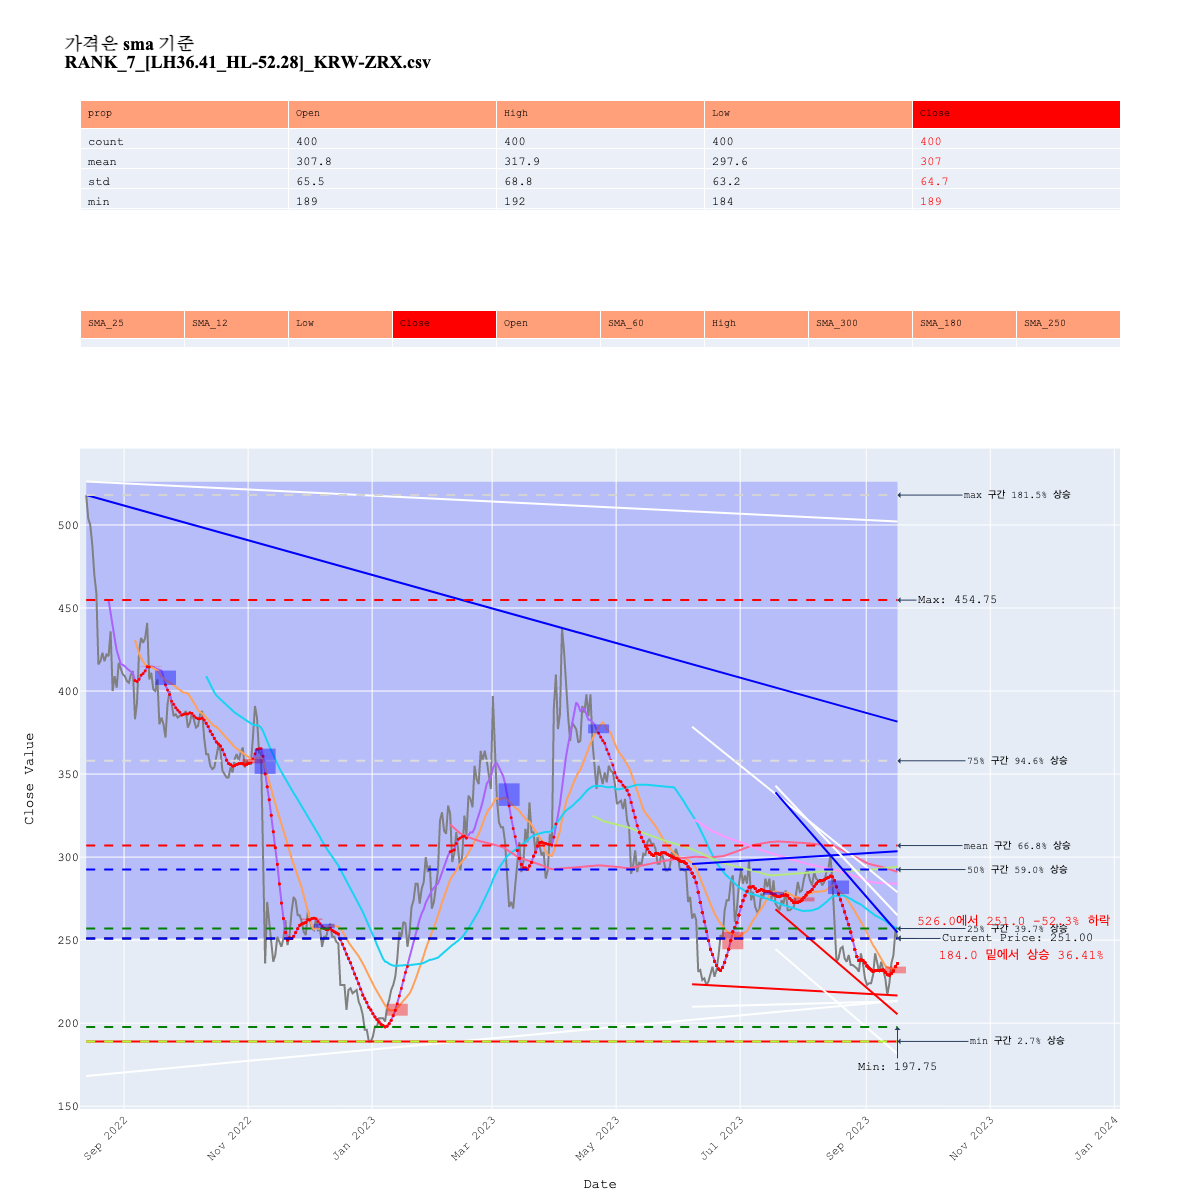 가격은 sma 기준
RANK_7_[LH36.41_HL-52.28]_KRW-ZRX.csv
prop Open High Low Close
count 400 400 400 400
mean 307.8 317.9 297.6 307
std 65.5 68.8 63.2 64.7
min 189 192 184 189
SMA_25 SMA_12 Low Close Open SMA_60 High SMA_300 SMA_180 SMA_250
max 구간 181.5% 상승
500
450
Max: 454.75
400
75% 구간 94.6% 상승
350
mean 구간 66.8% 상승
300
50% 구간 59.0% 상승
526.0에서 251.0 -52.3% 하락
25% 구간 39.7% 상승
250
Current Price: 251.00
184.0 밑에서 상승 36.41%
200
min 구간 2.7% 상승
Min: 197.75
150
Close Value
Sep 2022 Nov 2022 Jan 2023 Mar 2023 May 2023 Jul 2023 Sep 2023 Nov 2023 Jan 2024
Date